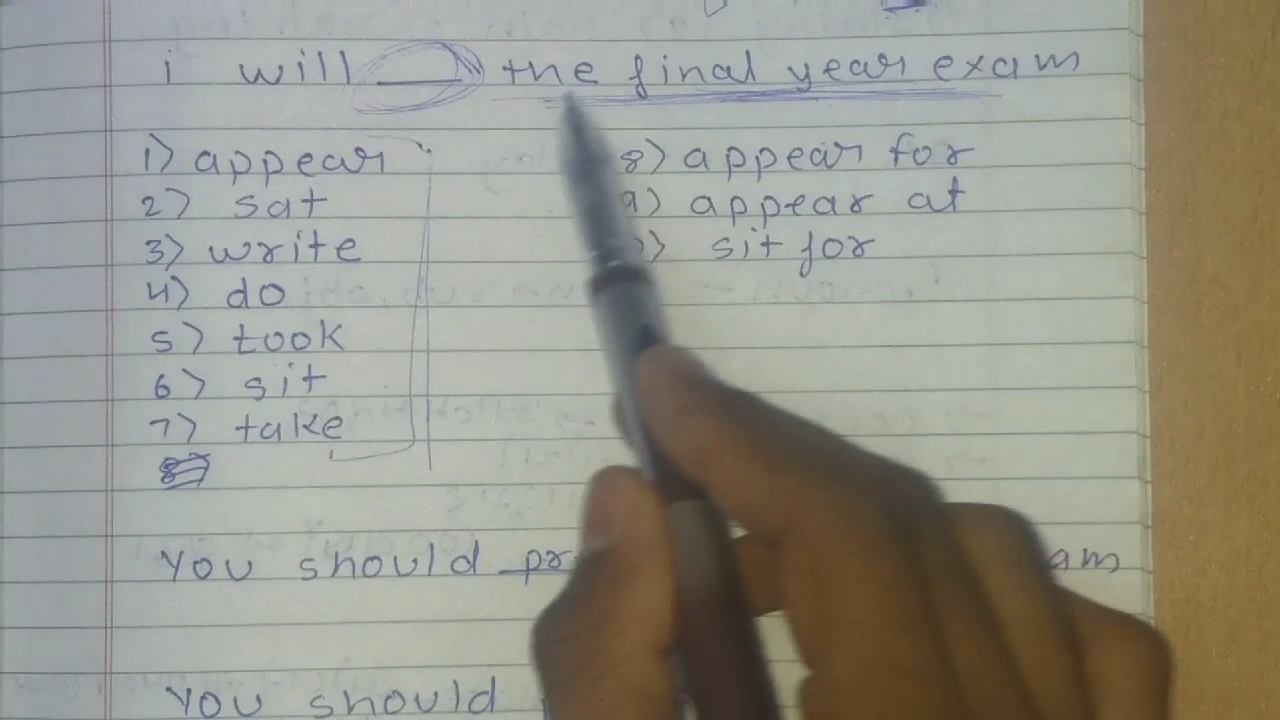 i will ___ the final year exam
1) appear
2) sat
3) write
4) do
5) took
6) sit
7) take
8) appear for
9) appear at
) sit for
You should
You should